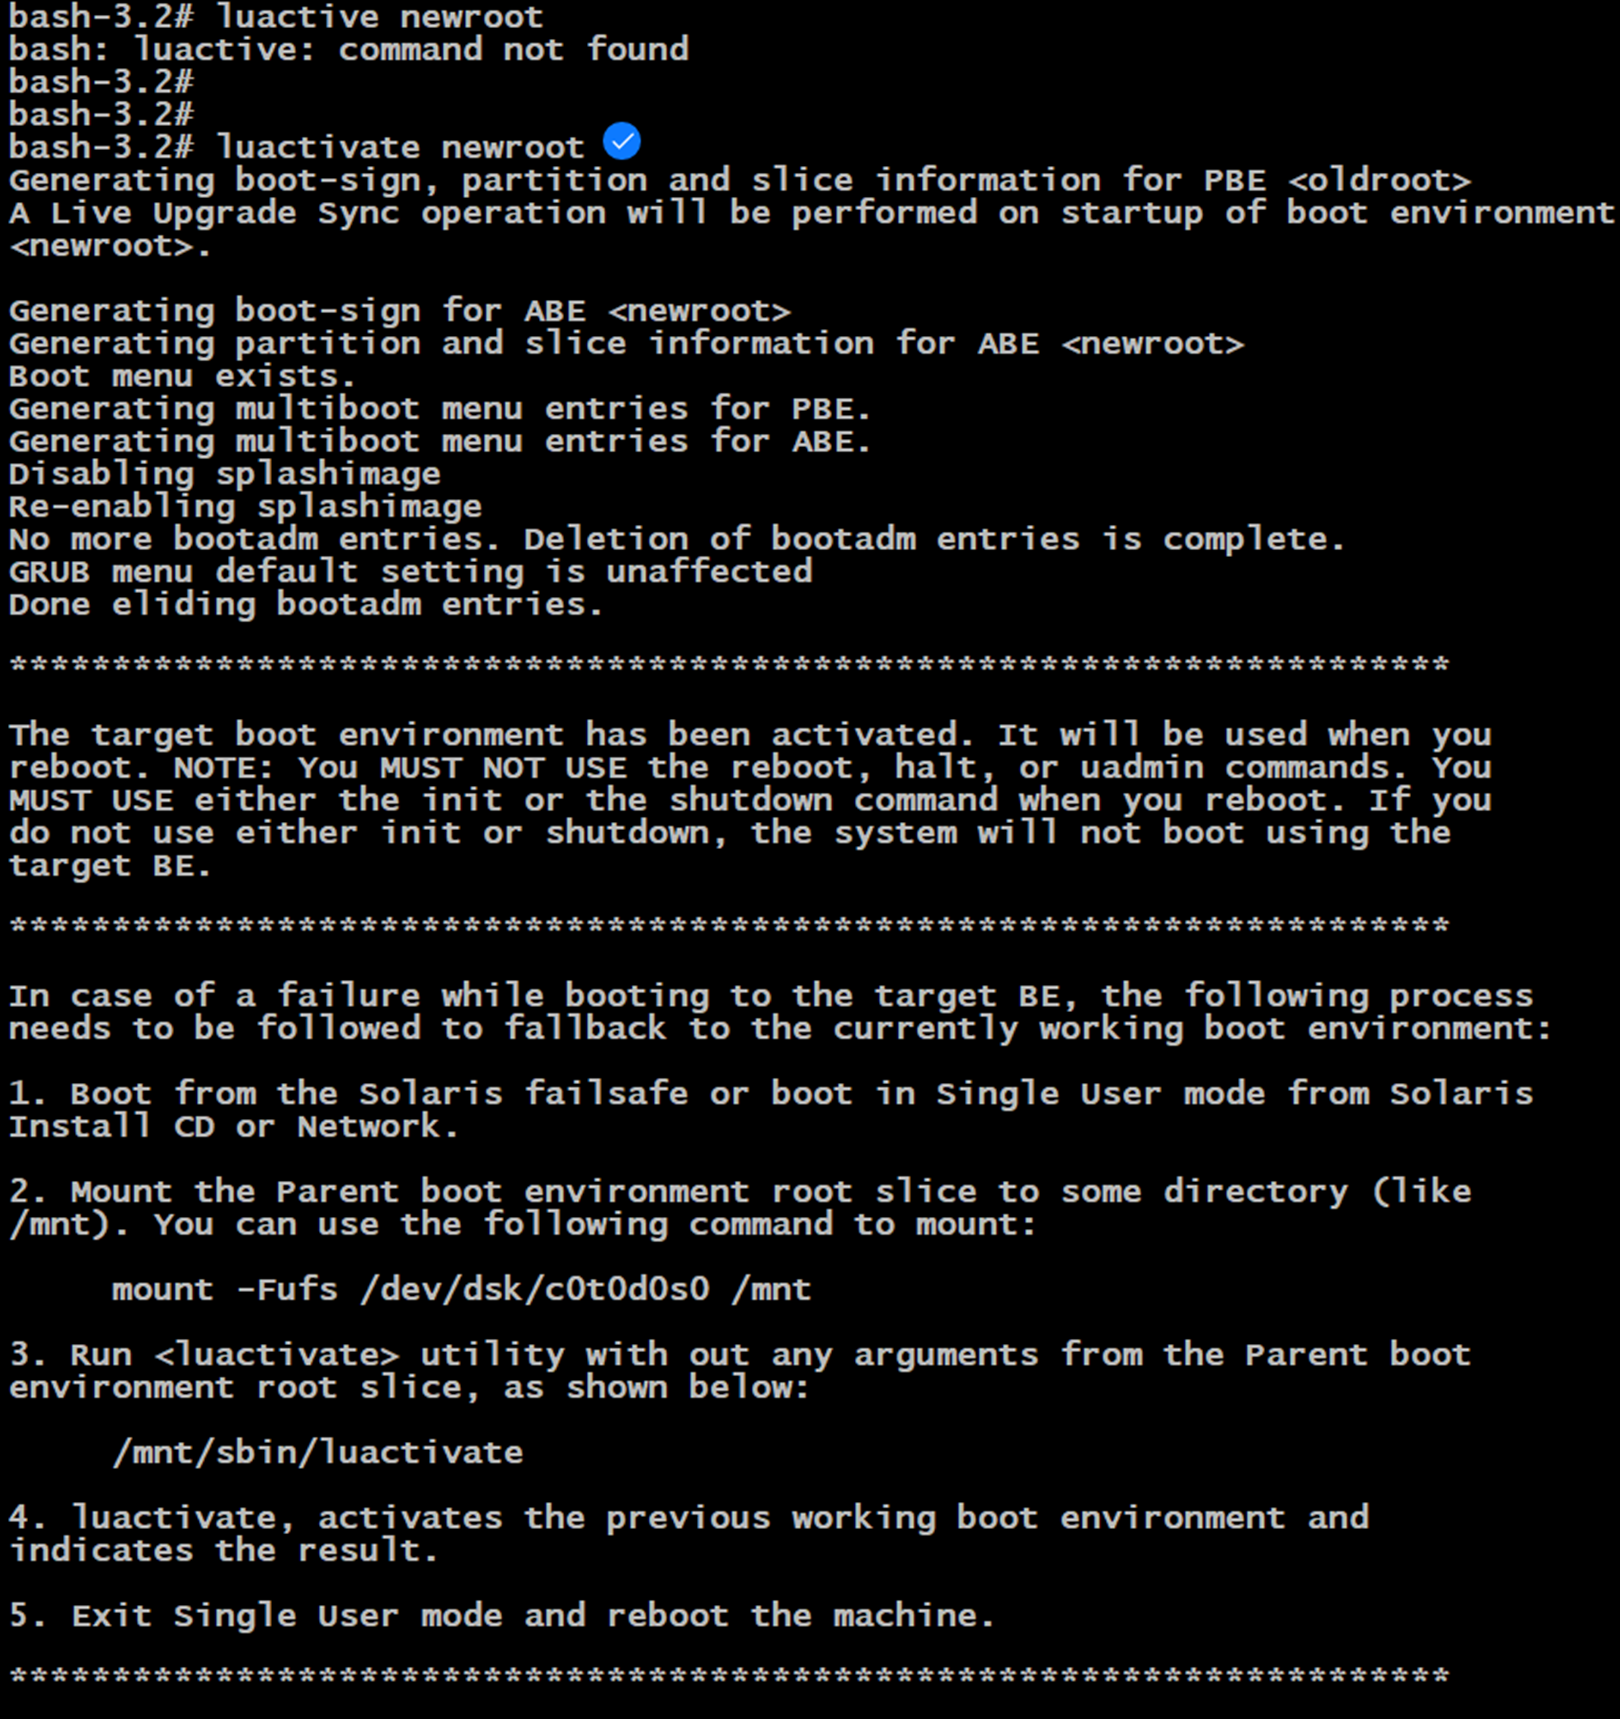 bash-3.2# luactive newroot
bash: luactive: command not found
bash-3.2#
bash-3.2#
bash-3.2# luactivate newroot
Generating boot-sign, partition and slice information for PBE <oldroot>
A Live Upgrade Sync operation will be performed on startup of boot environment
<newroot>.
Generating boot-sign for ABE <newroot>
Generating partition and slice information for ABE <newroot>
Boot menu exists.
Generating multiboot menu entries for PBE.
Generating multiboot menu entries for ABE.
Disabling splashimage
Re-enabling splashimage
No more bootadm entries. Deletion of bootadm entries is complete.
GRUB menu default setting is unaffected
Done eliding bootadm entries.
**********************************************************************
The target boot environment has been activated. It will be used when you
reboot. NOTE: You MUST NOT USE the reboot, halt, or uadmin commands. You
MUST USE either the init or the shutdown command when you reboot. If you
do not use either init or shutdown, the system will not boot using the
target BE.
**********************************************************************
In case of a failure while booting to the target BE, the following process
needs to be followed to fallback to the currently working boot environment:
1. Boot from the Solaris failsafe or boot in Single User mode from Solaris
Install CD or Network.
2. Mount the Parent boot environment root slice to some directory (like
/mnt). You can use the following command to mount:
mount -Fufs /dev/dsk/c0t0d0s0 /mnt
3. Run <luactivate> utility with out any arguments from the Parent boot
environment root slice, as shown below:
/mnt/sbin/luactivate
4. luactivate, activates the previous working boot environment and
indicates the result.
5. Exit Single User mode and reboot the machine.
**********************************************************************